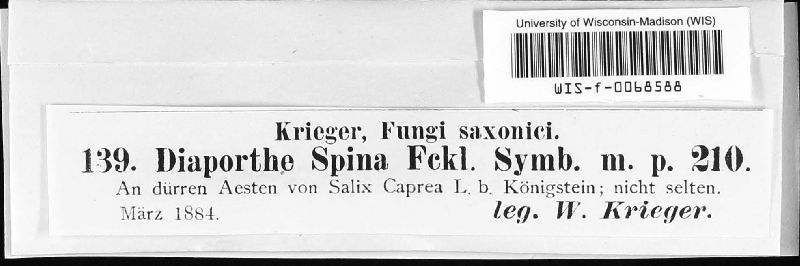 University of Wisconsin-Madison (WIS)
WIS-f-0068588
Krieger, Fungi saxonici.
139. Diaporthe Spina Fckl. Symb. m. p. 210.
An dürren Aesten von Salix Caprea L. b. Königstein; nicht selten.
März 1884.
leg. W. Krieger.